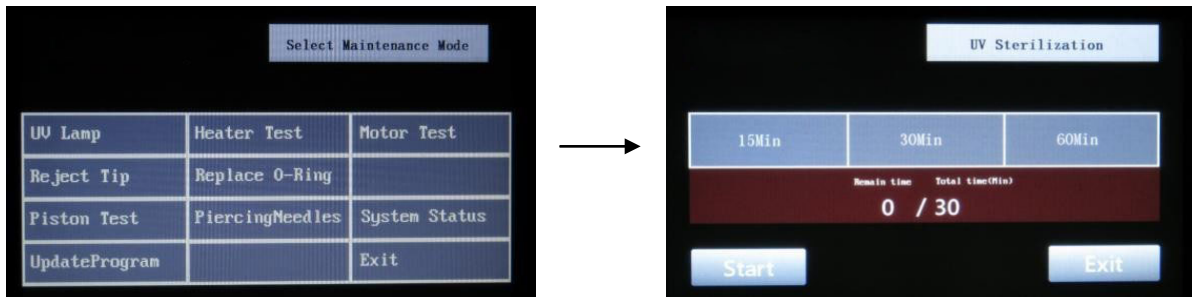 Select Maintenance Mode
UV Lamp Heater Test Motor Test
Reject Tip Replace O-Ring
Piston Test PiercingNeedles System Status
UpdateProgram Exit
UV Sterilization
15Min 30Min 60Min
Remain time Total time(Min)
0 / 30
Start Exit